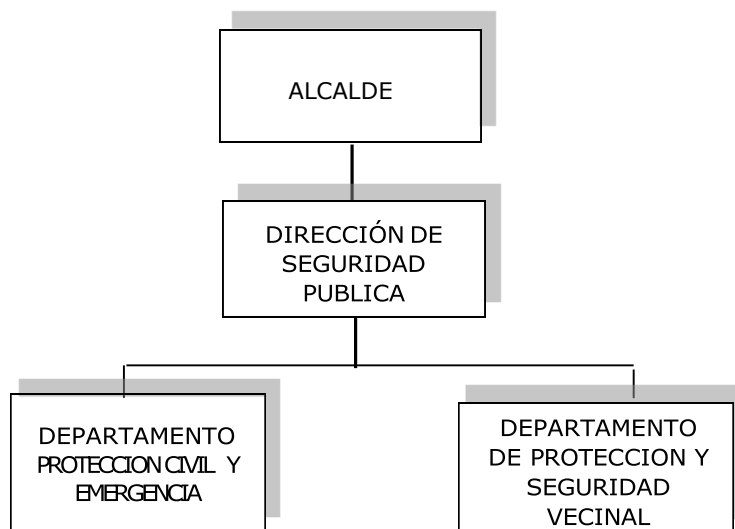 ALCALDE
DIRECCIÓN DE
SEGURIDAD
PUBLICA
DEPARTAMENTO
PROTECCION CIVIL Y
EMERGENCIA
DEPARTAMENTO
DE PROTECCION Y
SEGURIDAD
VECINAL